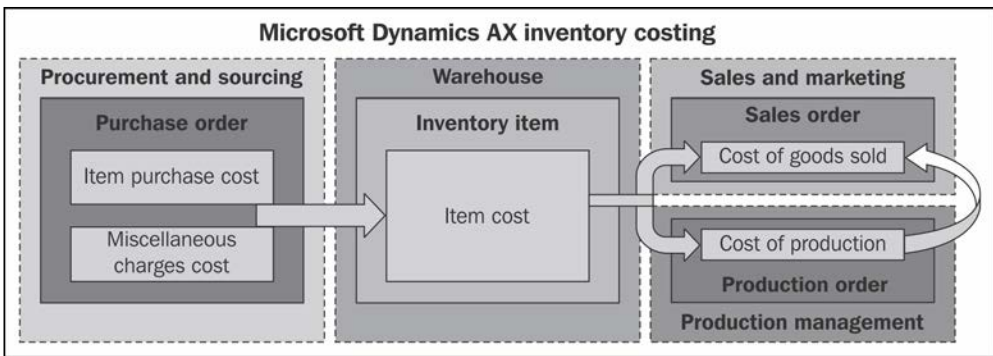 Microsoft Dynamics AX inventory costing
Procurement and sourcing
Purchase order
Item purchase cost
Miscellaneous
charges cost
Warehouse
Inventory item
Item cost
Sales and marketing
Sales order
Cost of goods sold
Cost of production
Production order
Production management